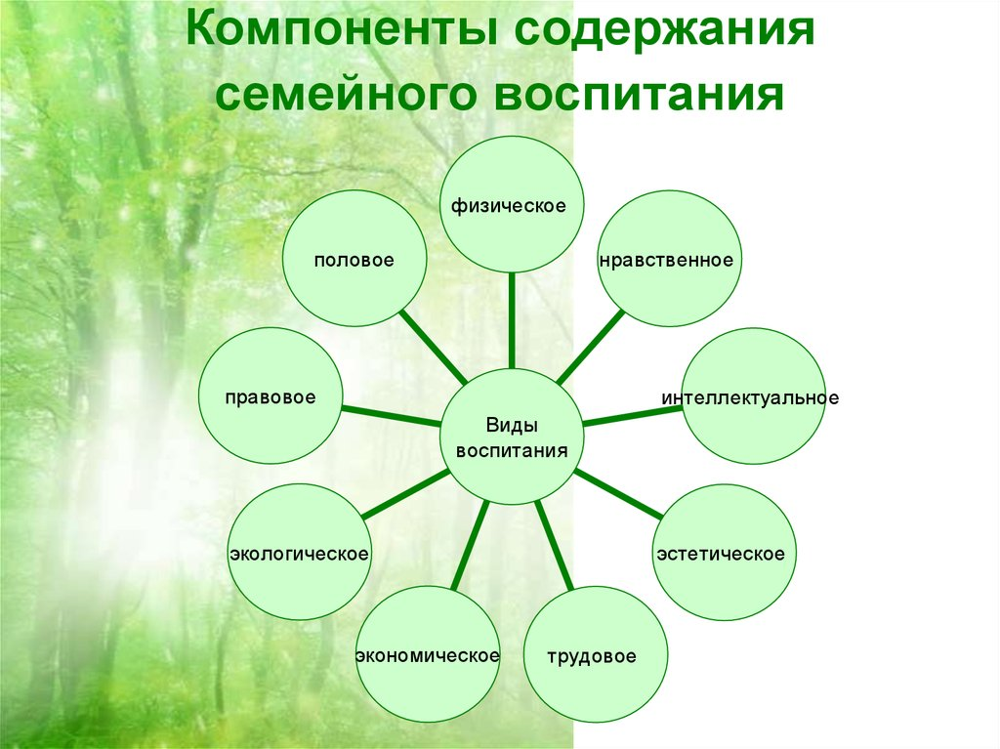 Компоненты содержания
семейного воспитания
физическое
половое
нравственное
правовое
интеллектуальное
Виды
воспитания
экологическое
эстетическое
экономическое
трудовое